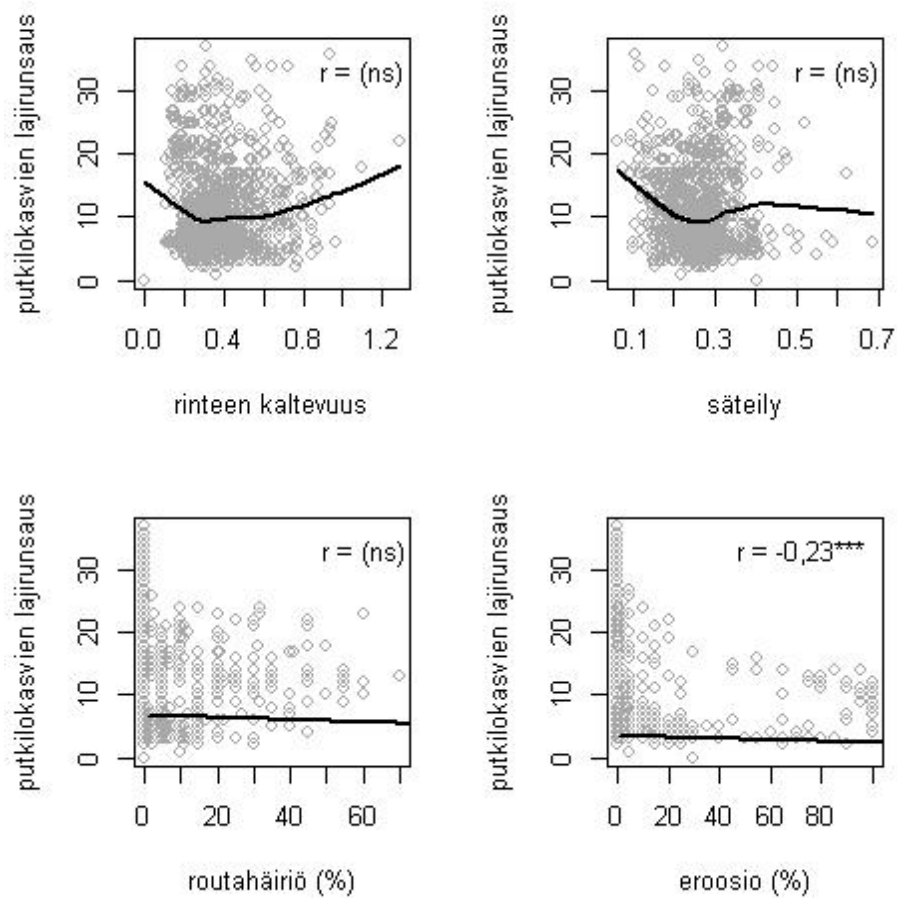 putkilokasvien lajirunsaus
0 10 20 30
r = (ns)
0.0 0.4 0.8 1.2
rinteen kaltevuus
putkilokasvien lajirunsaus
0 10 20 30
r = (ns)
0.1 0.3 0.5 0.7
säteily
putkilokasvien lajirunsaus
0 10 20 30
r = (ns)
0 20 40 60
routahäiriö (%)
putkilokasvien lajirunsaus
0 10 20 30
r = -0,23***
0 20 40 60 80
eroosio (%)